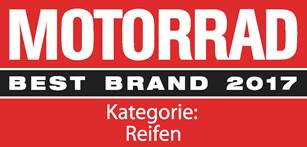 MOTORRAD
BEST BRAND 2017
Kategorie:
Reifen